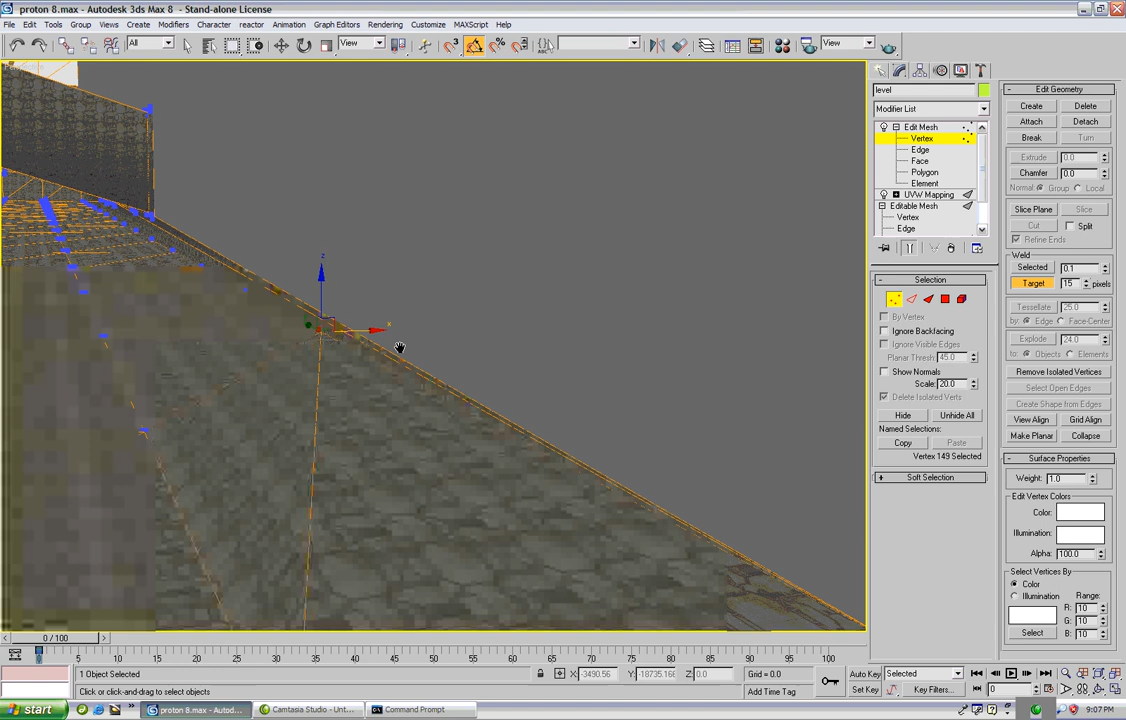 proton 8.max - Autodesk 3ds Max 8 - Stand-alone License
File Edit Tools Group Views Create Modifiers Character reactor Animation Graph Editors Rendering Customize MAXScript Help
All View View
level
Modifier List
Edit Mesh
Vertex
Edge
Face
Polygon
Element
UVW Mapping
Editable Mesh
Vertex
Edge
Selection
By Vertex
Ignore Backfacing
Ignore Visible Edges
Planar Thresh: 45.0
Show Normals
Scale: 20.0
Delete Isolated Verts
Hide Unhide All
Named Selections:
Copy Paste
Vertex 149 Selected
Soft Selection
Edit Geometry
Create Delete
Attach Detach
Break Turn
Extrude 0.0
Chamfer 0.0
Normal: Group Local
Slice Plane Slice
Cut Split
Refine Ends
Weld
Selected 0.1
Target 15 pixels
Tessellate 25.0
by: Edge Face-Center
Explode 24.0
to: Objects Elements
Remove Isolated Vertices
Select Open Edges
Create Shape from Edges
View Align Grid Align
Make Planar Collapse
Surface Properties
Weight: 1.0
Edit Vertex Colors
Color:
Illumination:
Alpha: 100.0
Select Vertices By
Color
Illumination Range:
R: 10
G: 10
B: 10
Select
z
x
0 / 100
5 10 15 20 25 30 35 40 45 50 55 60 65 70 75 80 85 90 95 100
1 Object Selected X: -3490.56 Y: -18735.166 Z: 0.0 Grid = 0.0
Click or click-and-drag to select objects Add Time Tag
Auto Key Selected
Set Key Key Filters... 0
start proton 8.max - Autod... Camtasia Studio - Unt... Command Prompt 9:07 PM